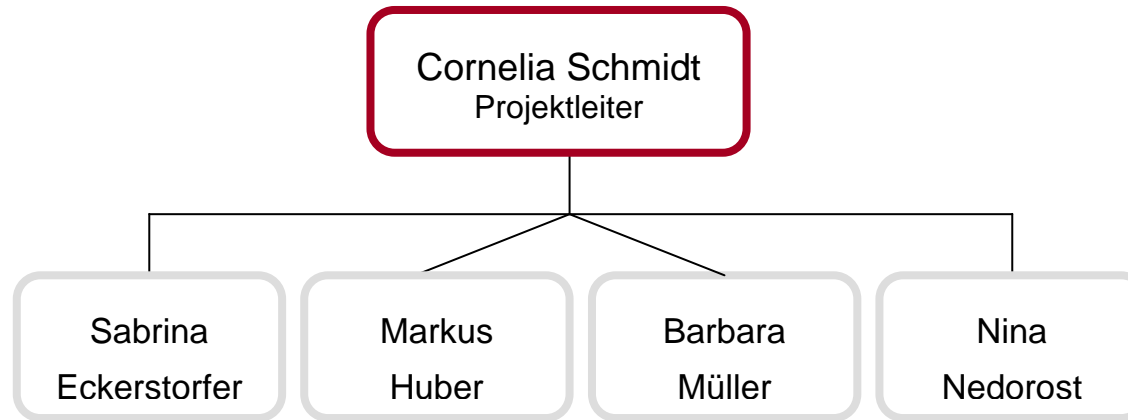 Cornelia Schmidt
Projektleiter
Sabrina
Eckerstorfer
Markus
Huber
Barbara
Müller
Nina
Nedorost